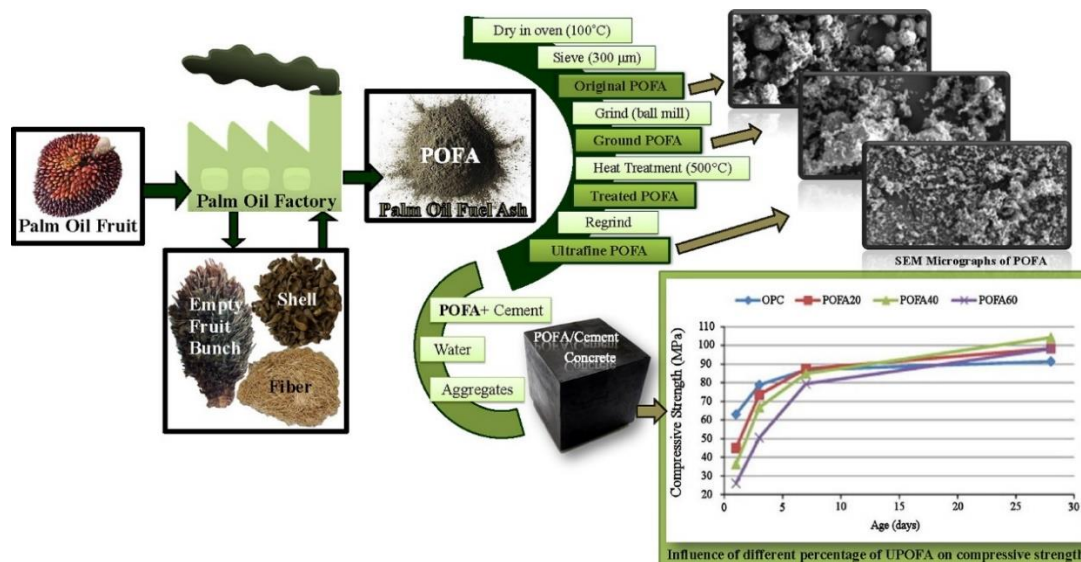 Palm Oil Fruit
Palm Oil Factory
Empty
Fruit
Bunch
Shell
Fiber
POFA
Palm Oil Fuel Ash
Dry in oven (100°C)
Sieve (300 µm)
Original POFA
Grind (ball mill)
Ground POFA
Heat Treatment (500°C)
Treated POFA
Regrind
Ultrafine POFA
SEM Micrographs of POFA
POFA+ Cement
Water
Aggregates
POFA/Cement
Concrete
OPC
POFA20
POFA40
POFA60
Compressive Strength (MPa)
110
100
90
80
70
60
50
40
30
20
0
5
10
15
20
25
30
Age (days)
Influence of different percentage of UPOFA on compressive strength